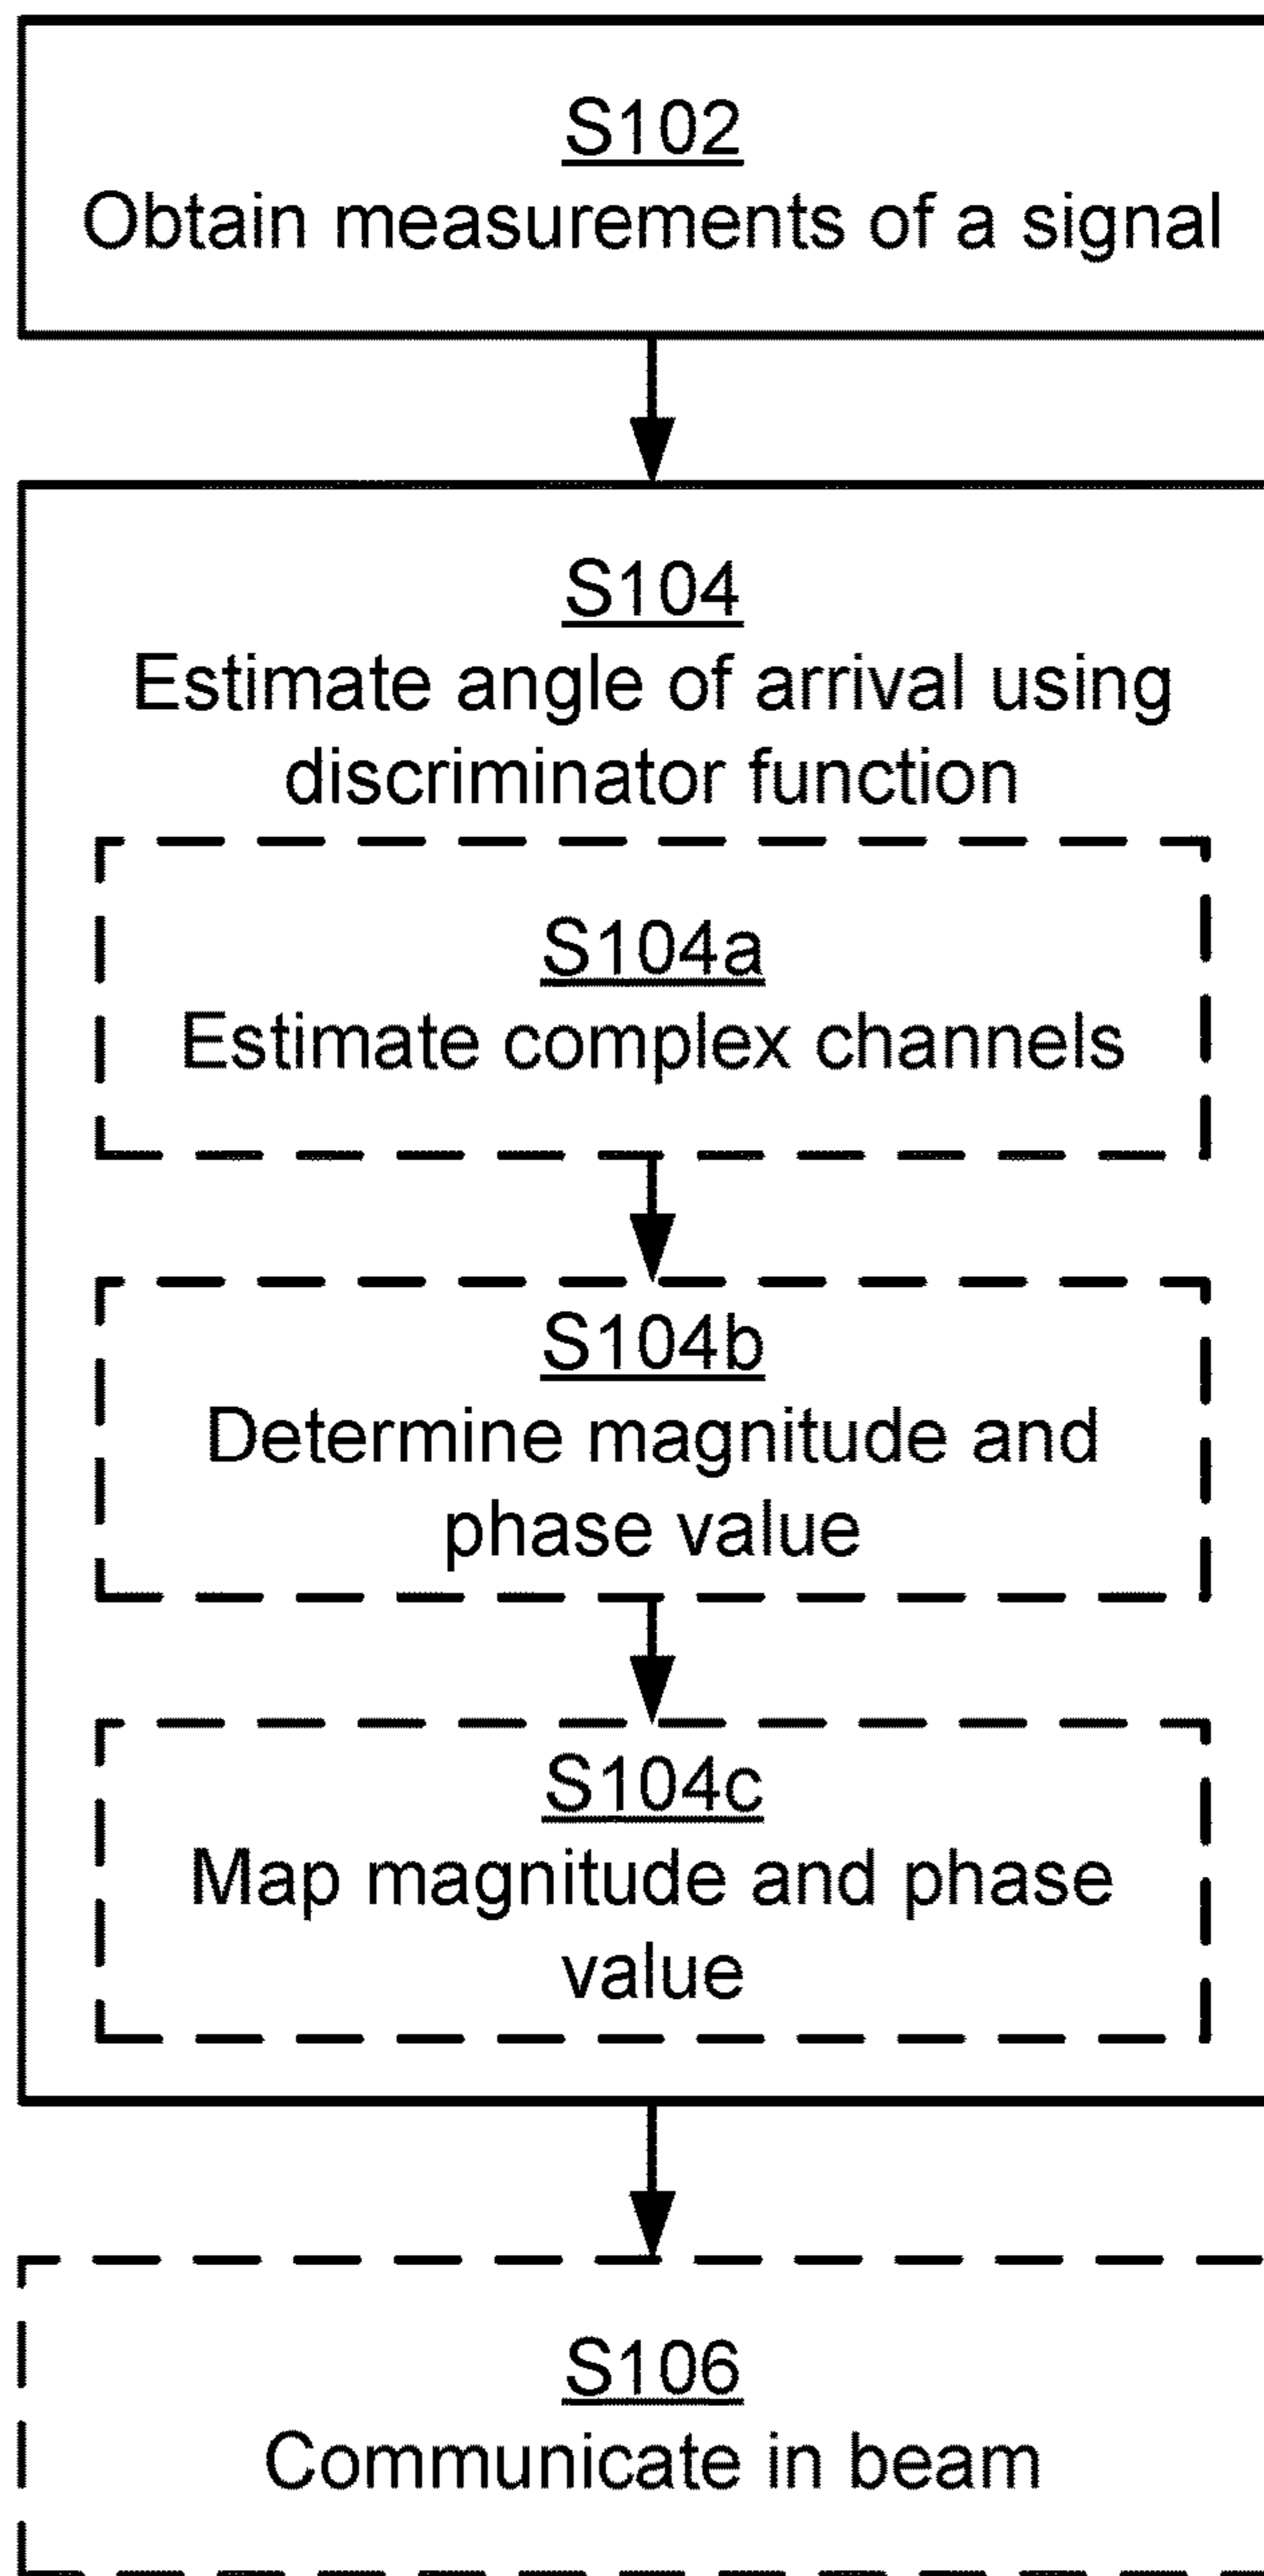 S102
Obtain measurements of a signal
S104
Estimate angle of arrival using
discriminator function
S104a
Estimate complex channels
S104b
Determine magnitude and
phase value
S104c
Map magnitude and phase
value
S106
Communicate in beam